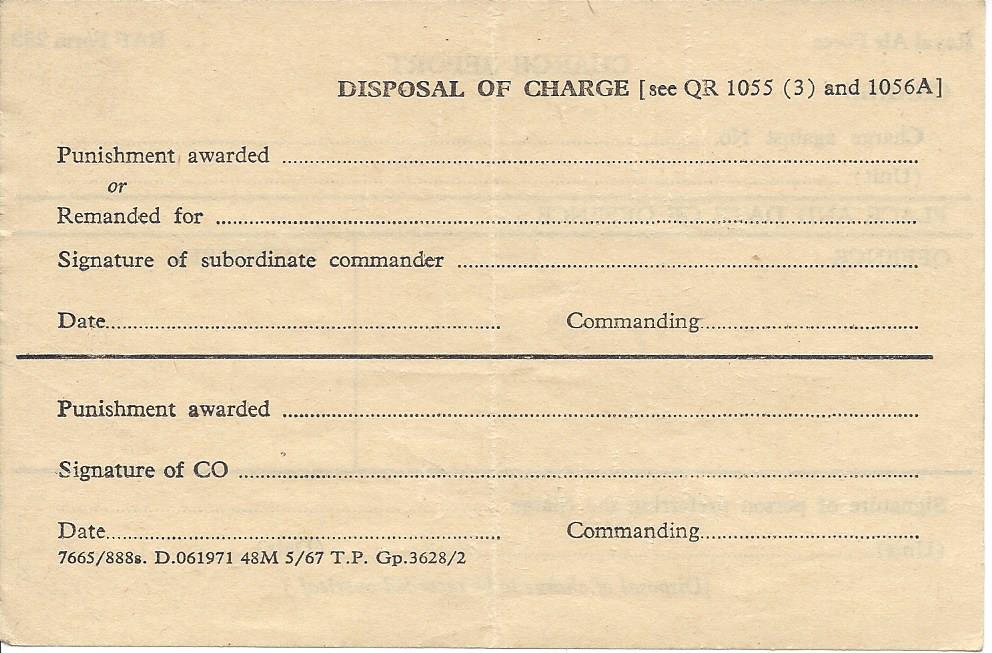 DISPOSAL OF CHARGE [see QR 1055 (3) and 1056A]
Punishment awarded
or
Remanded for
Signature of subordinate commander
Date Commanding
Punishment awarded
Signature of CO
Date Commanding
7665/888s. D.061971 48M 5/67 T.P. Gp.3628/2